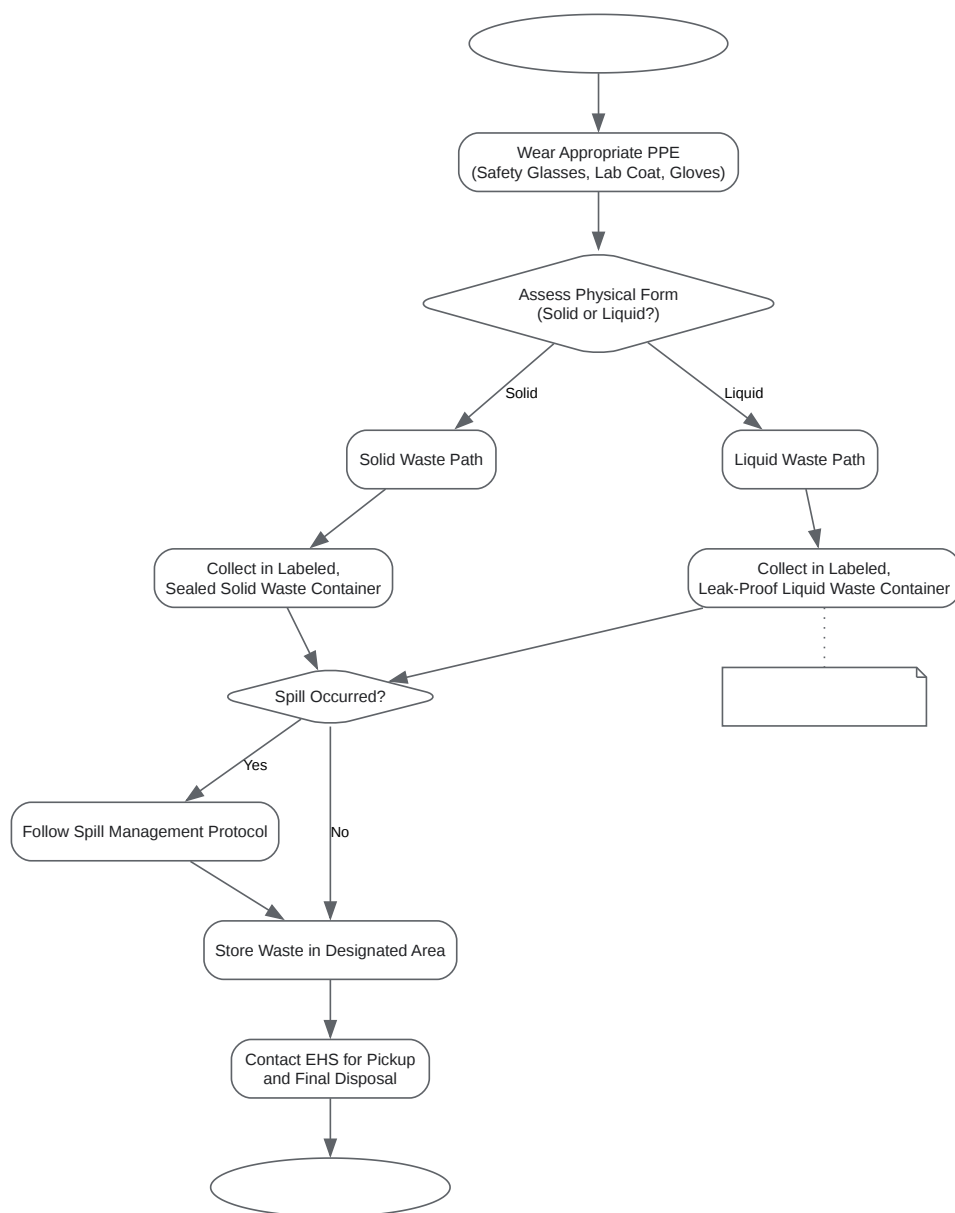 Wear Appropriate PPE
(Safety Glasses, Lab Coat, Gloves)
Assess Physical Form
(Solid or Liquid?)
Solid
Liquid
Solid Waste Path
Liquid Waste Path
Collect in Labeled,
Sealed Solid Waste Container
Collect in Labeled,
Leak-Proof Liquid Waste Container
Spill Occurred?
Yes
Follow Spill Management Protocol
No
Store Waste in Designated Area
Contact EHS for Pickup
and Final Disposal